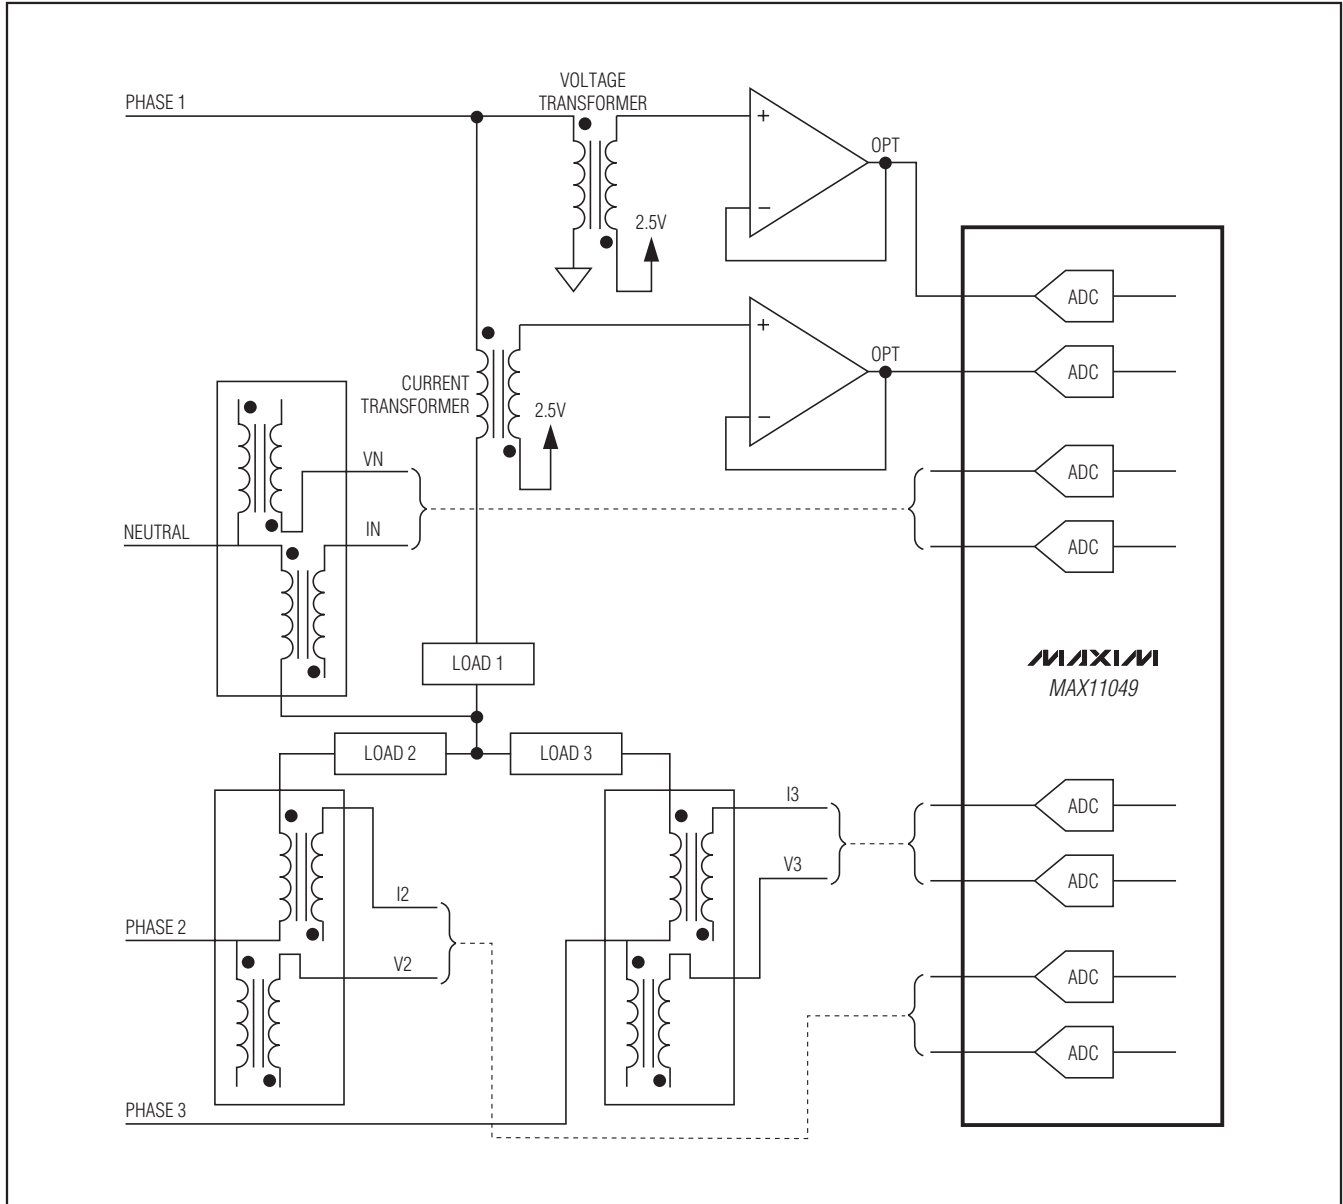 VOLTAGE
TRANSFORMER
PHASE 1
+
OPT
−
2.5V
ADC
+
OPT
ADC
CURRENT
TRANSFORMER
−
2.5V
VN
ADC
NEUTRAL
IN
ADC
LOAD 1
MAXIM
MAX11049
LOAD 2
LOAD 3
I3
ADC
V3
ADC
I2
PHASE 2
V2
ADC
ADC
PHASE 3